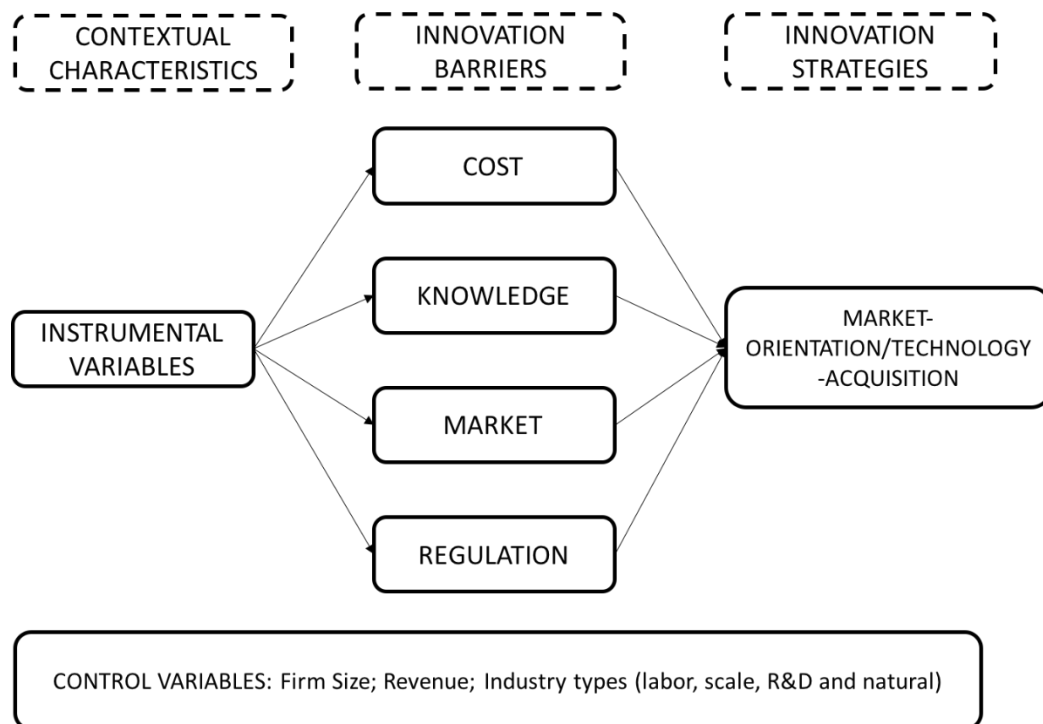 CONTEXTUAL
CHARACTERISTICS
INNOVATION
BARRIERS
INNOVATION
STRATEGIES
COST
KNOWLEDGE
INSTRUMENTAL
VARIABLES
MARKET-
ORIENTATION/TECHNOLOGY
-ACQUISITION
MARKET
REGULATION
CONTROL VARIABLES: Firm Size; Revenue; Industry types (labor, scale, R&D and natural)